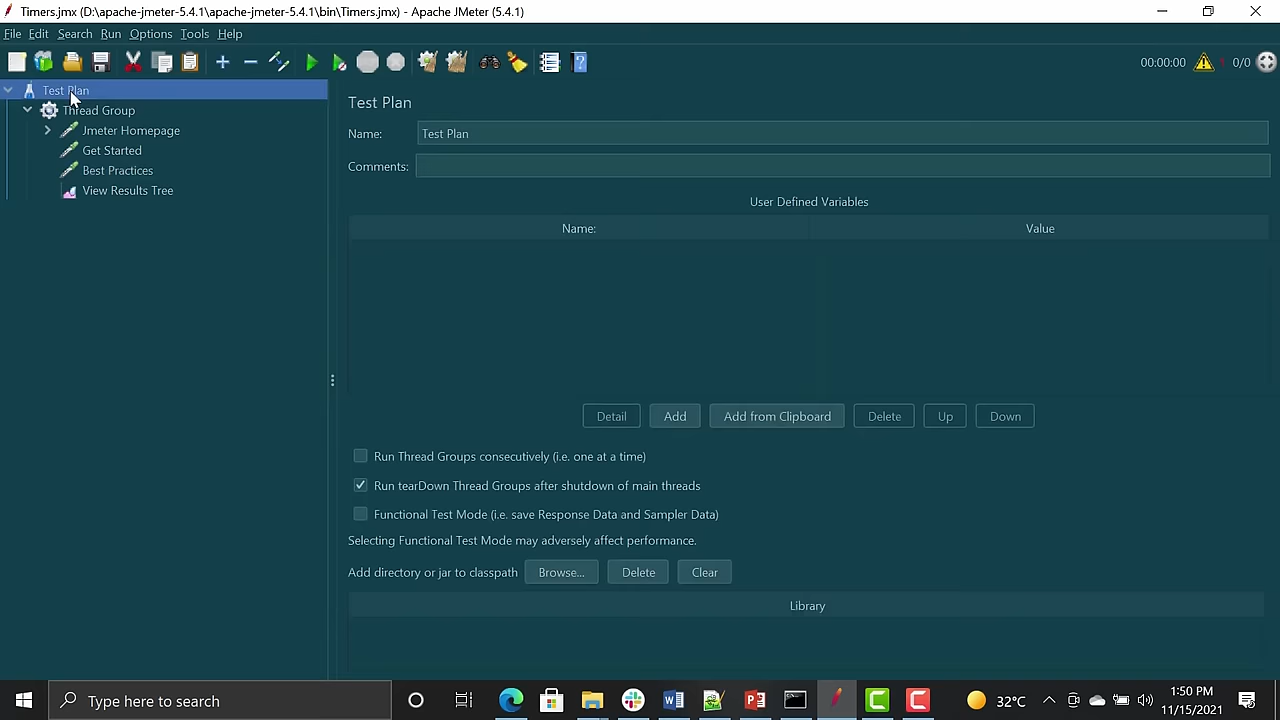 Timers.jmx (D:\apache-jmeter-5.4.1\apache-jmeter-5.4.1\bin\Timers.jmx) - Apache JMeter (5.4.1)
File Edit Search Run Options Tools Help
00:00:00 1 0/0
Test Plan
Thread Group
Jmeter Homepage
Get Started
Best Practices
View Results Tree
Test Plan
Name: Test Plan
Comments:
User Defined Variables
Name: Value
Detail Add Add from Clipboard Delete Up Down
Run Thread Groups consecutively (i.e. one at a time)
Run tearDown Thread Groups after shutdown of main threads
Functional Test Mode (i.e. save Response Data and Sampler Data)
Selecting Functional Test Mode may adversely affect performance.
Add directory or jar to classpath Browse... Delete Clear
Library
Type here to search
32°C
1:50 PM
11/15/2021